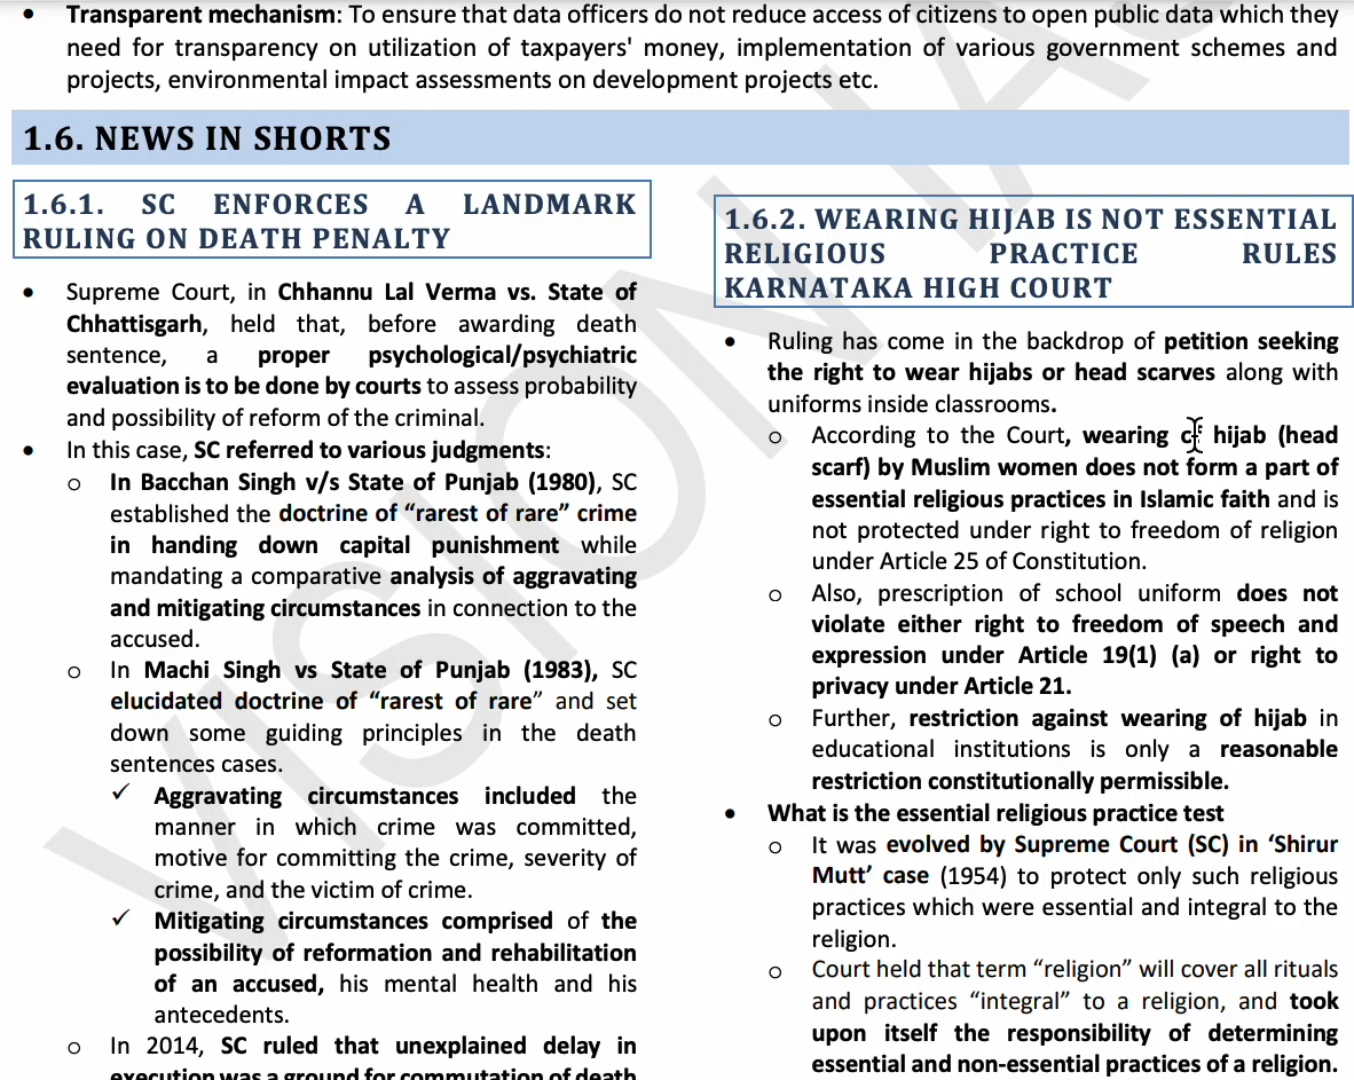 • Transparent mechanism: To ensure that data officers do not reduce access of citizens to open public data which they
need for transparency on utilization of taxpayers' money, implementation of various government schemes and
projects, environmental impact assessments on development projects etc.
1.6. NEWS IN SHORTS
1.6.1. SC ENFORCES A LANDMARK
RULING ON DEATH PENALTY
• Supreme Court, in Chhannu Lal Verma vs. State of
Chhattisgarh, held that, before awarding death
sentence, a proper psychological/psychiatric
evaluation is to be done by courts to assess probability
and possibility of reform of the criminal.
• In this case, SC referred to various judgments:
o In Bacchan Singh v/s State of Punjab (1980), SC
established the doctrine of “rarest of rare” crime
in handing down capital punishment while
mandating a comparative analysis of aggravating
and mitigating circumstances in connection to the
accused.
o In Machi Singh vs State of Punjab (1983), SC
elucidated doctrine of “rarest of rare” and set
down some guiding principles in the death
sentences cases.
✓ Aggravating circumstances included the
manner in which crime was committed,
motive for committing the crime, severity of
crime, and the victim of crime.
✓ Mitigating circumstances comprised of the
possibility of reformation and rehabilitation
of an accused, his mental health and his
antecedents.
o In 2014, SC ruled that unexplained delay in
execution was a ground for commutation of death
1.6.2. WEARING HIJAB IS NOT ESSENTIAL
RELIGIOUS PRACTICE RULES
KARNATAKA HIGH COURT
• Ruling has come in the backdrop of petition seeking
the right to wear hijabs or head scarves along with
uniforms inside classrooms.
o According to the Court, wearing of hijab (head
scarf) by Muslim women does not form a part of
essential religious practices in Islamic faith and is
not protected under right to freedom of religion
under Article 25 of Constitution.
o Also, prescription of school uniform does not
violate either right to freedom of speech and
expression under Article 19(1) (a) or right to
privacy under Article 21.
o Further, restriction against wearing of hijab in
educational institutions is only a reasonable
restriction constitutionally permissible.
• What is the essential religious practice test
o It was evolved by Supreme Court (SC) in ‘Shirur
Mutt’ case (1954) to protect only such religious
practices which were essential and integral to the
religion.
o Court held that term “religion” will cover all rituals
and practices “integral” to a religion, and took
upon itself the responsibility of determining
essential and non-essential practices of a religion.
VISION IAS